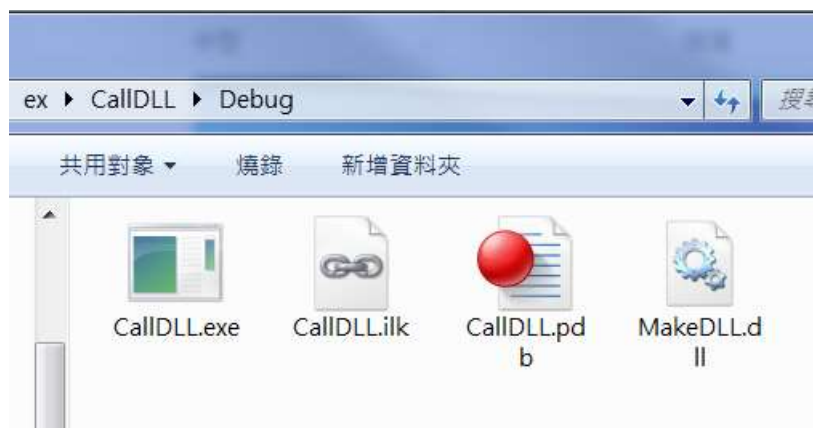 ex ▸ CallDLL ▸ Debug
共用對象 燒錄 新增資料夾
CallDLL.exe CallDLL.ilk CallDLL.pd MakeDLL.d
b ll